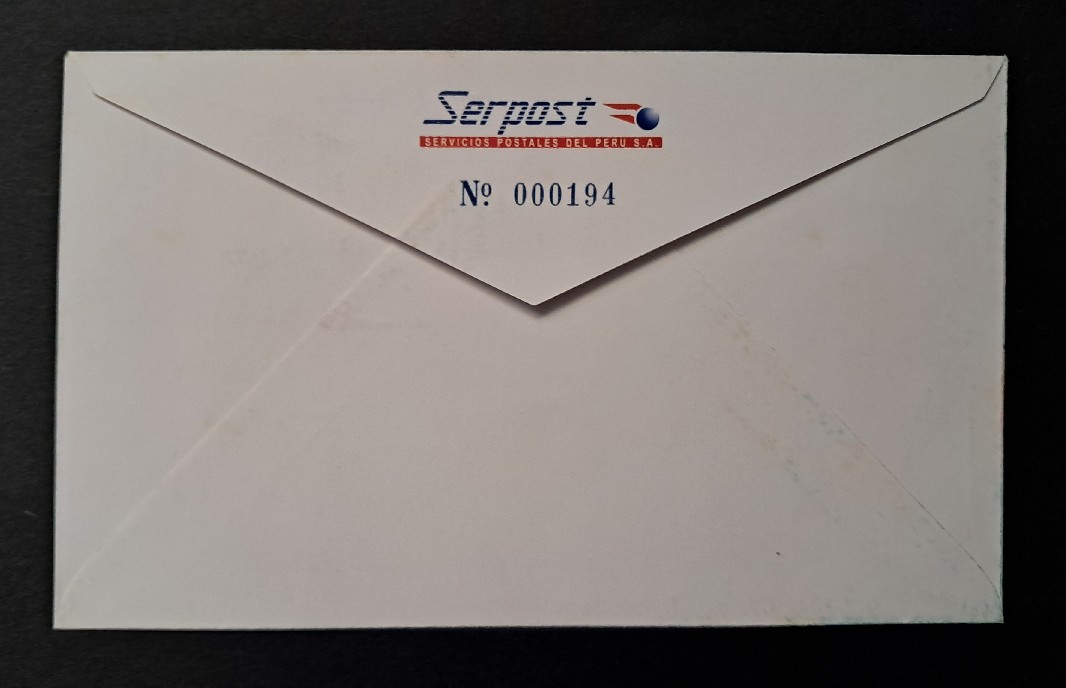 Serpost
SERVICIOS POSTALES DEL PERU S.A.
Nº 000194